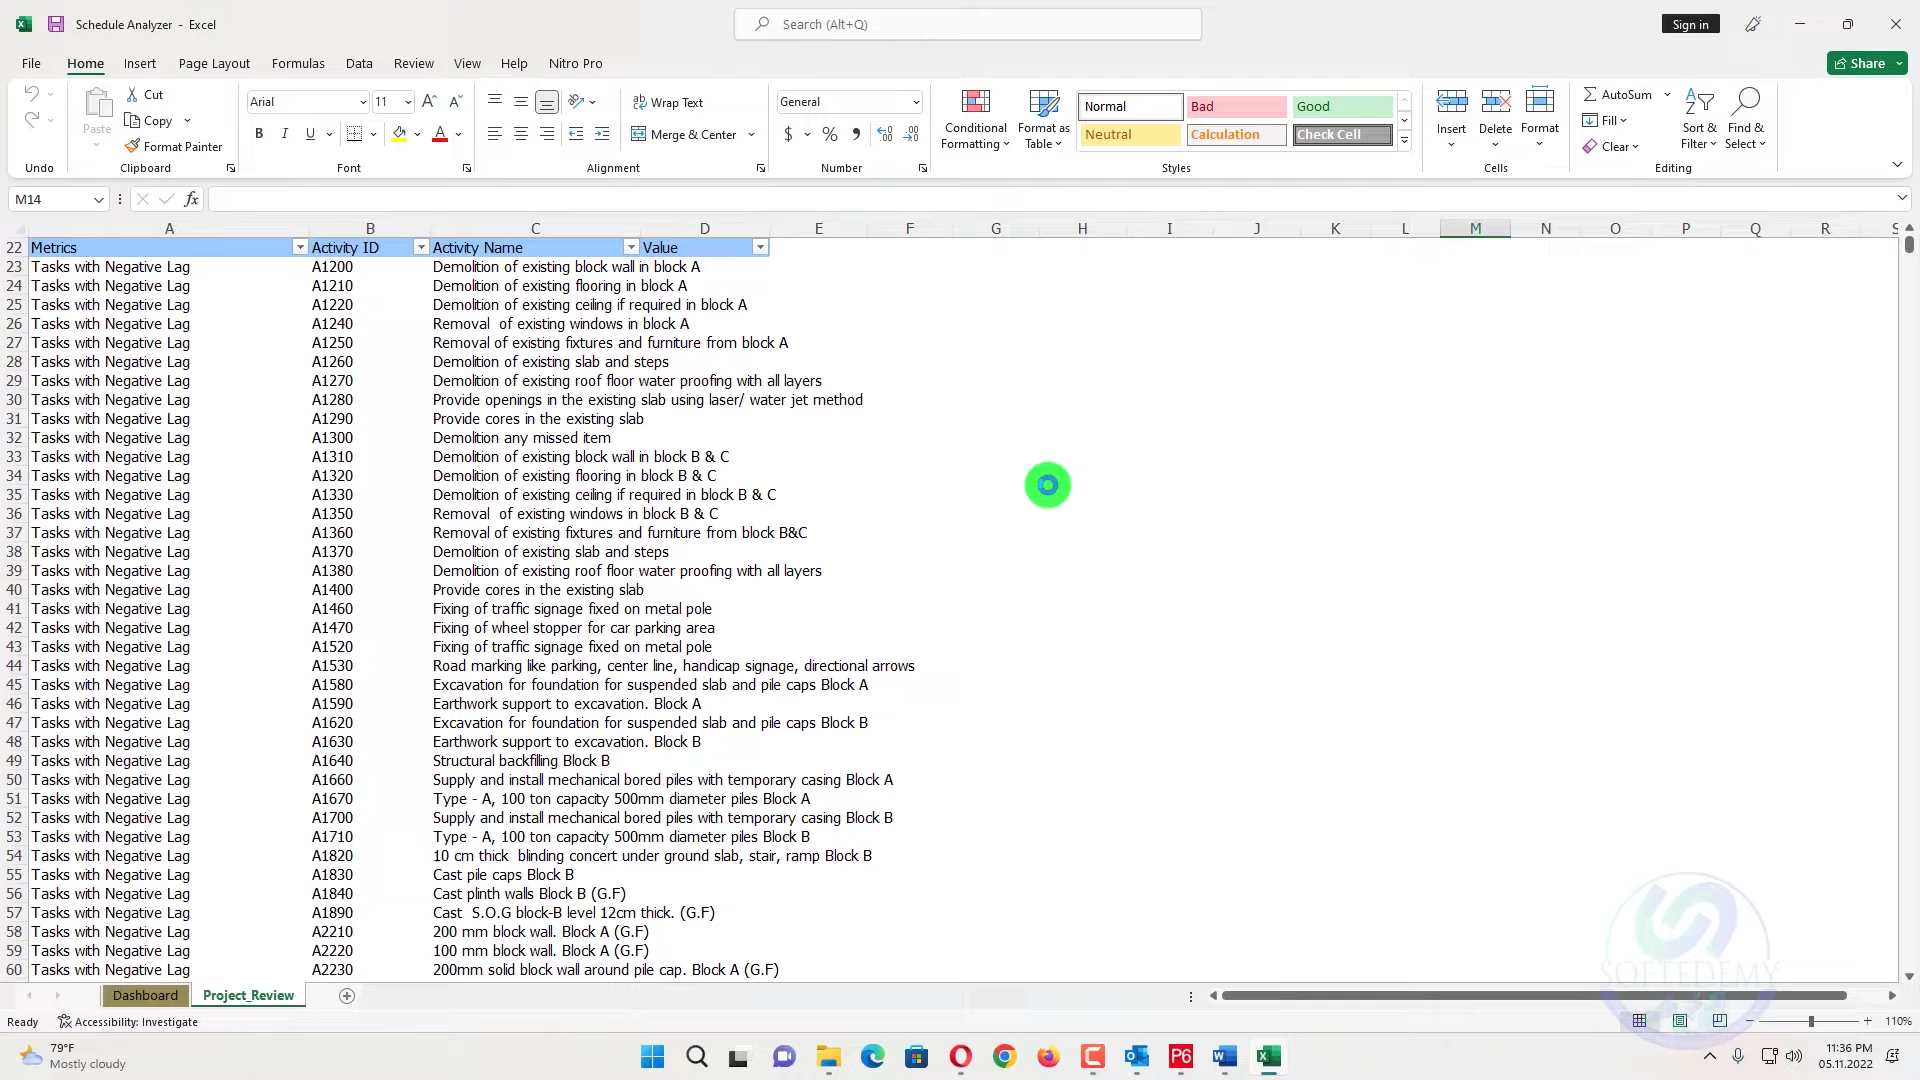 Schedule Analyzer - Excel
Search (Alt+Q)
Sign in
File Home Insert Page Layout Formulas Data Review View Help Nitro Pro
Share
Paste
Cut
Copy
Format Painter
Arial 11
B I U
Wrap Text
Merge & Center
General
Conditional Formatting
Format as Table
Normal Bad Good
Neutral Calculation Check Cell
Insert Delete Format
AutoSum
Fill
Clear
Sort & Filter
Find & Select
Undo Clipboard Font Alignment Number Styles Cells Editing
M14
fx
A B C D E F G H I J K L M N O P Q R S
22 Metrics Activity ID Activity Name Value
23 Tasks with Negative Lag A1200 Demolition of existing block wall in block A
24 Tasks with Negative Lag A1210 Demolition of existing flooring in block A
25 Tasks with Negative Lag A1220 Demolition of existing ceiling if required in block A
26 Tasks with Negative Lag A1240 Removal  of existing windows in block A
27 Tasks with Negative Lag A1250 Removal of existing fixtures and furniture from block A
28 Tasks with Negative Lag A1260 Demolition of existing slab and steps
29 Tasks with Negative Lag A1270 Demolition of existing roof floor water proofing with all layers
30 Tasks with Negative Lag A1280 Provide openings in the existing slab using laser/ water jet method
31 Tasks with Negative Lag A1290 Provide cores in the existing slab
32 Tasks with Negative Lag A1300 Demolition any missed item
33 Tasks with Negative Lag A1310 Demolition of existing block wall in block B & C
34 Tasks with Negative Lag A1320 Demolition of existing flooring in block B & C
35 Tasks with Negative Lag A1330 Demolition of existing ceiling if required in block B & C
36 Tasks with Negative Lag A1350 Removal  of existing windows in block B & C
37 Tasks with Negative Lag A1360 Removal of existing fixtures and furniture from block B&C
38 Tasks with Negative Lag A1370 Demolition of existing slab and steps
39 Tasks with Negative Lag A1380 Demolition of existing roof floor water proofing with all layers
40 Tasks with Negative Lag A1400 Provide cores in the existing slab
41 Tasks with Negative Lag A1460 Fixing of traffic signage fixed on metal pole
42 Tasks with Negative Lag A1470 Fixing of wheel stopper for car parking area
43 Tasks with Negative Lag A1520 Fixing of traffic signage fixed on metal pole
44 Tasks with Negative Lag A1530 Road marking like parking, center line, handicap signage, directional arrows
45 Tasks with Negative Lag A1580 Excavation for foundation for suspended slab and pile caps Block A
46 Tasks with Negative Lag A1590 Earthwork support to excavation. Block A
47 Tasks with Negative Lag A1620 Excavation for foundation for suspended slab and pile caps Block B
48 Tasks with Negative Lag A1630 Earthwork support to excavation. Block B
49 Tasks with Negative Lag A1640 Structural backfilling Block B
50 Tasks with Negative Lag A1660 Supply and install mechanical bored piles with temporary casing Block A
51 Tasks with Negative Lag A1670 Type - A, 100 ton capacity 500mm diameter piles Block A
52 Tasks with Negative Lag A1700 Supply and install mechanical bored piles with temporary casing Block B
53 Tasks with Negative Lag A1710 Type - A, 100 ton capacity 500mm diameter piles Block B
54 Tasks with Negative Lag A1820 10 cm thick  blinding concert under ground slab, stair, ramp Block B
55 Tasks with Negative Lag A1830 Cast pile caps Block B
56 Tasks with Negative Lag A1840 Cast plinth walls Block B (G.F)
57 Tasks with Negative Lag A1890 Cast  S.O.G block-B level 12cm thick. (G.F)
58 Tasks with Negative Lag A2210 200 mm block wall. Block A (G.F)
59 Tasks with Negative Lag A2220 100 mm block wall. Block A (G.F)
60 Tasks with Negative Lag A2230 200mm solid block wall around pile cap. Block A (G.F)
SOFTEDEMY
Dashboard Project_Review
Ready Accessibility: Investigate
110%
79°F
Mostly cloudy
P6
11:36 PM
05.11.2022